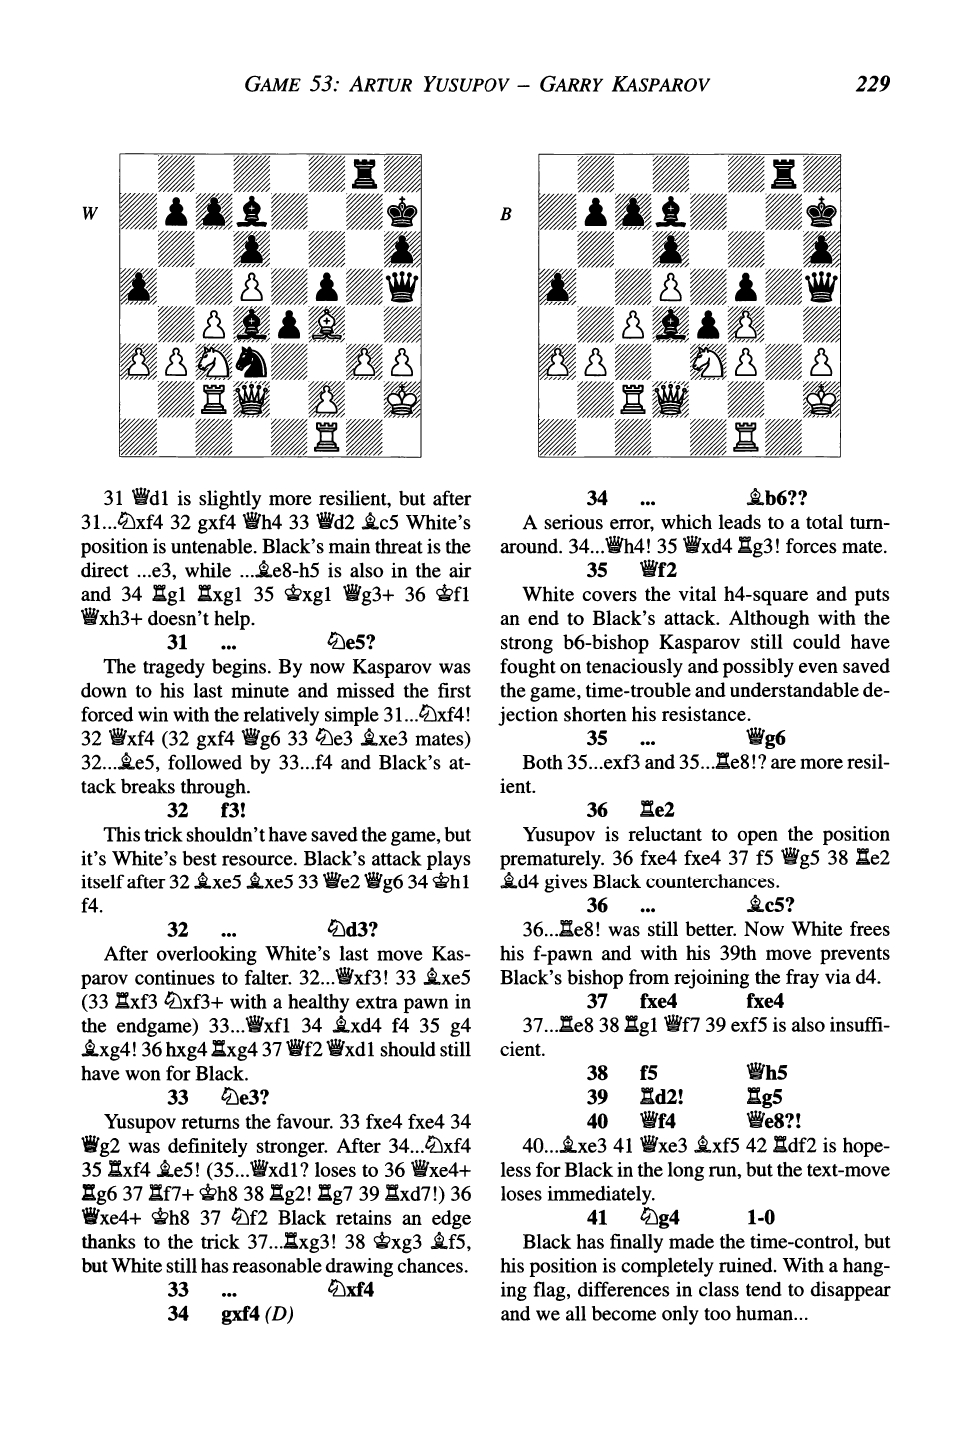 GAME 53: ARTUR YUSUPOV – GARRY KASPAROV 229
W
31 ♕d1 is slightly more resilient, but after
31...♘xf4 32 gxf4 ♕h4 33 ♕d2 ♗c5 White's
position is untenable. Black's main threat is the
direct ...e3, while ...♗e8-h5 is also in the air
and 34 ♖g1 ♖xg1 35 ♔xg1 ♕g3+ 36 ♔f1
♕xh3+ doesn't help.
31 ... ♘e5?
The tragedy begins. By now Kasparov was
down to his last minute and missed the first
forced win with the relatively simple 31...♘xf4!
32 ♕xf4 (32 gxf4 ♕g6 33 ♘e3 ♗xe3 mates)
32...♗e5, followed by 33...f4 and Black's at-
tack breaks through.
32 f3!
This trick shouldn't have saved the game, but
it's White's best resource. Black's attack plays
itself after 32 ♗xe5 ♗xe5 33 ♕e2 ♕g6 34 ♔h1
f4.
32 ... ♘d3?
After overlooking White's last move Kas-
parov continues to falter. 32...♕xf3! 33 ♗xe5
(33 ♖xf3 ♘xf3+ with a healthy extra pawn in
the endgame) 33...♕xf1 34 ♗xd4 f4 35 g4
♗xg4! 36 hxg4 ♖xg4 37 ♕f2 ♕xd1 should still
have won for Black.
33 ♘e3?
Yusupov returns the favour. 33 fxe4 fxe4 34
♕g2 was definitely stronger. After 34...♘xf4
35 ♖xf4 ♗e5! (35...♕xd1? loses to 36 ♕xe4+
♖g6 37 ♖f7+ ♔h8 38 ♖g2! ♖g7 39 ♖xd7!) 36
♕xe4+ ♔h8 37 ♘f2 Black retains an edge
thanks to the trick 37...♖xg3! 38 ♔xg3 ♗f5,
but White still has reasonable drawing chances.
33 ... ♘xf4
34 gxf4 (D)
B
34 ... ♗b6??
A serious error, which leads to a total turn-
around. 34...♕h4! 35 ♕xd4 ♖g3! forces mate.
35 ♕f2
White covers the vital h4-square and puts
an end to Black's attack. Although with the
strong b6-bishop Kasparov still could have
fought on tenaciously and possibly even saved
the game, time-trouble and understandable de-
jection shorten his resistance.
35 ... ♕g6
Both 35...exf3 and 35...♖e8!? are more resil-
ient.
36 ♖e2
Yusupov is reluctant to open the position
prematurely. 36 fxe4 fxe4 37 f5 ♕g5 38 ♖e2
♗d4 gives Black counterchances.
36 ... ♗c5?
36...♖e8! was still better. Now White frees
his f-pawn and with his 39th move prevents
Black's bishop from rejoining the fray via d4.
37 fxe4 fxe4
37...♖e8 38 ♖g1 ♕f7 39 exf5 is also insuffi-
cient.
38 f5 ♕h5
39 ♖d2! ♖g5
40 ♕f4 ♕e8?!
40...♗xe3 41 ♕xe3 ♗xf5 42 ♖df2 is hope-
less for Black in the long run, but the text-move
loses immediately.
41 ♘g4 1-0
Black has finally made the time-control, but
his position is completely ruined. With a hang-
ing flag, differences in class tend to disappear
and we all become only too human...